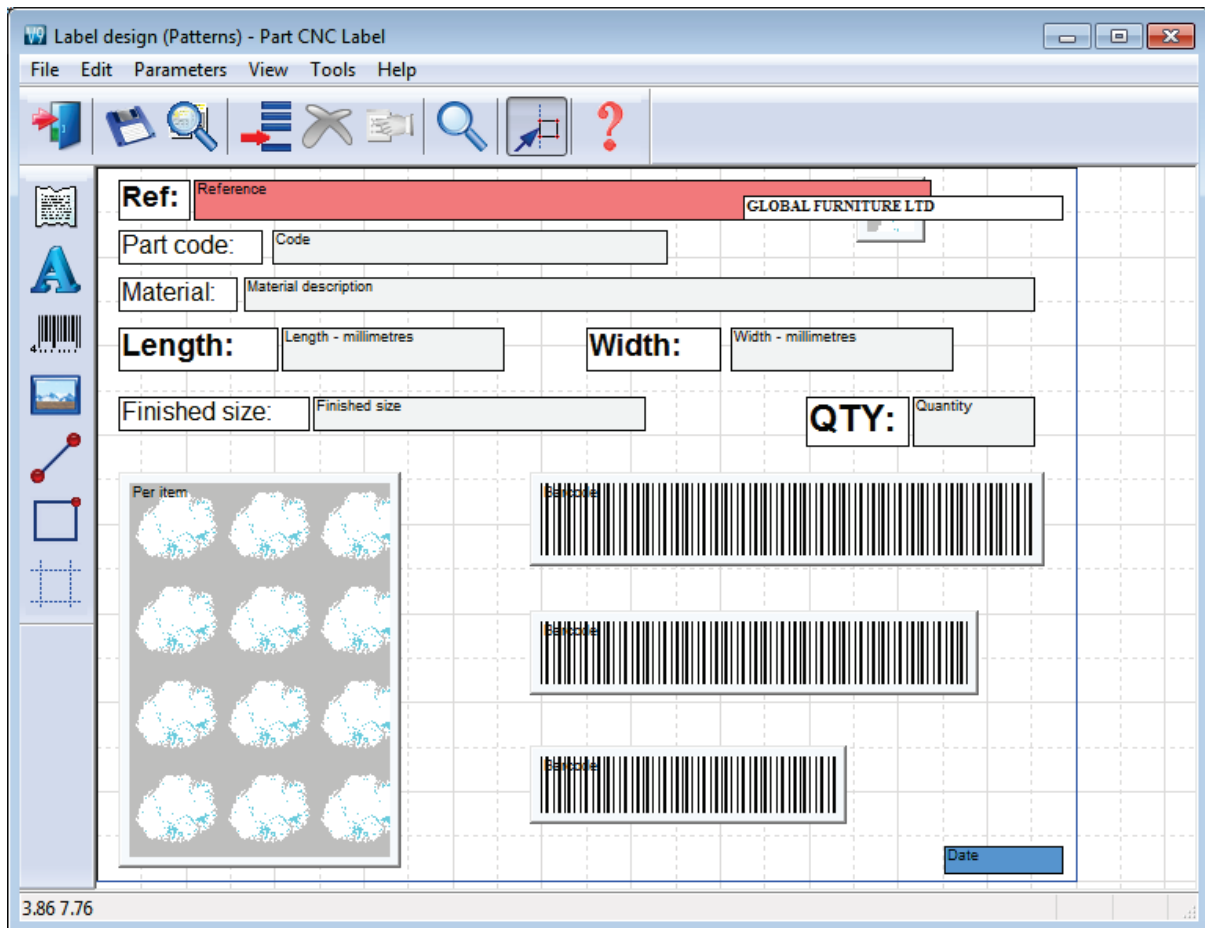 V9 Label design (Patterns) - Part CNC Label
File Edit Parameters View Tools Help
Ref: Reference
GLOBAL FURNITURE LTD
Part code: Code
Material: Material description
Length: Length - millimetres Width: Width - millimetres
Finished size: Finished size QTY: Quantity
Per item Barcode
Barcode
Barcode
Date
3.86 7.76